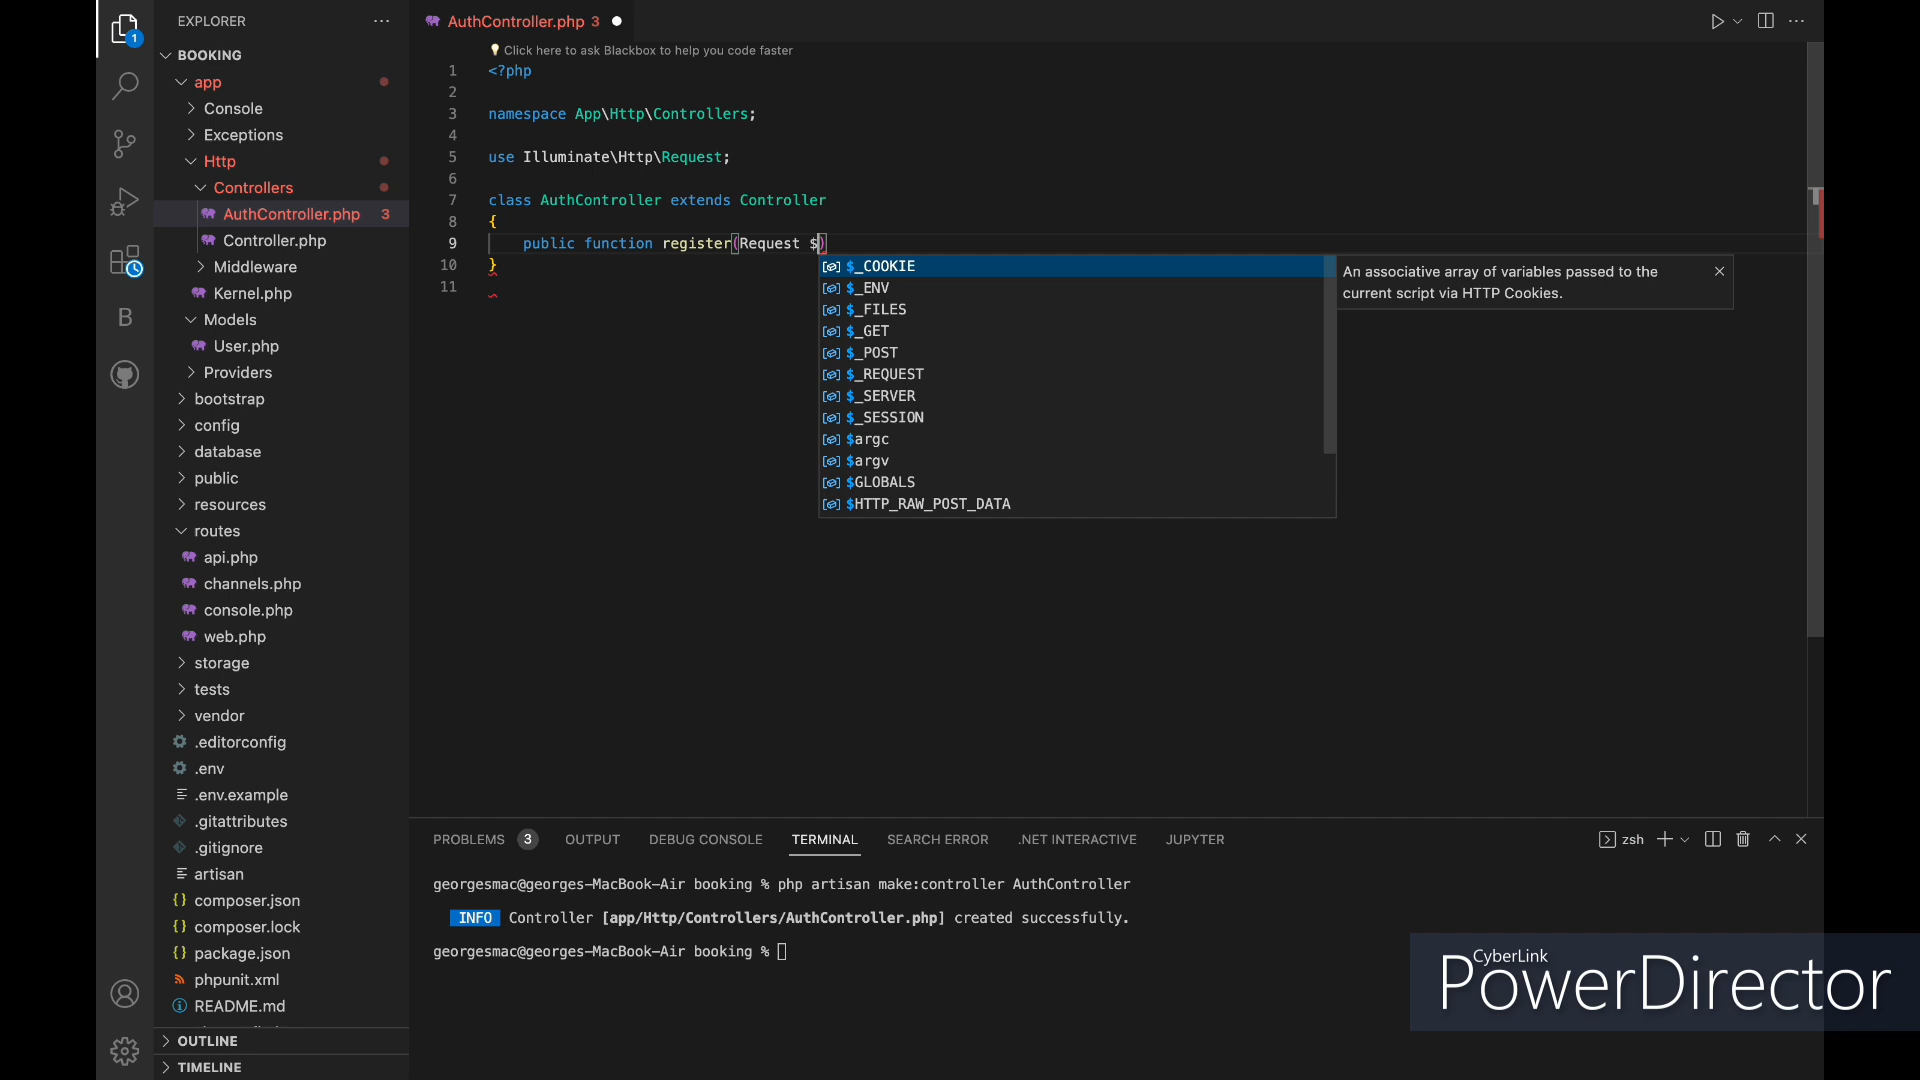 EXPLORER
BOOKING
app
Console
Exceptions
Http
Controllers
AuthController.php 3
Controller.php
Middleware
Kernel.php
Models
User.php
Providers
bootstrap
config
database
public
resources
routes
api.php
channels.php
console.php
web.php
storage
tests
vendor
.editorconfig
.env
.env.example
.gitattributes
.gitignore
artisan
composer.json
composer.lock
package.json
phpunit.xml
README.md
OUTLINE
TIMELINE
1
B
AuthController.php 3
Click here to ask Blackbox to help you code faster
1 <?php
2
3 namespace App\Http\Controllers;
4
5 use Illuminate\Http\Request;
6
7 class AuthController extends Controller
8 {
9 public function register(Request $)
10 }
11
$_COOKIE
$_ENV
$_FILES
$_GET
$_POST
$_REQUEST
$_SERVER
$_SESSION
$argc
$argv
$GLOBALS
$HTTP_RAW_POST_DATA
An associative array of variables passed to the
current script via HTTP Cookies.
PROBLEMS 3 OUTPUT DEBUG CONSOLE TERMINAL SEARCH ERROR .NET INTERACTIVE JUPYTER zsh
georgesmac@georges-MacBook-Air booking % php artisan make:controller AuthController
INFO Controller [app/Http/Controllers/AuthController.php] created successfully.
georgesmac@georges-MacBook-Air booking %
CyberLink
PowerDirector